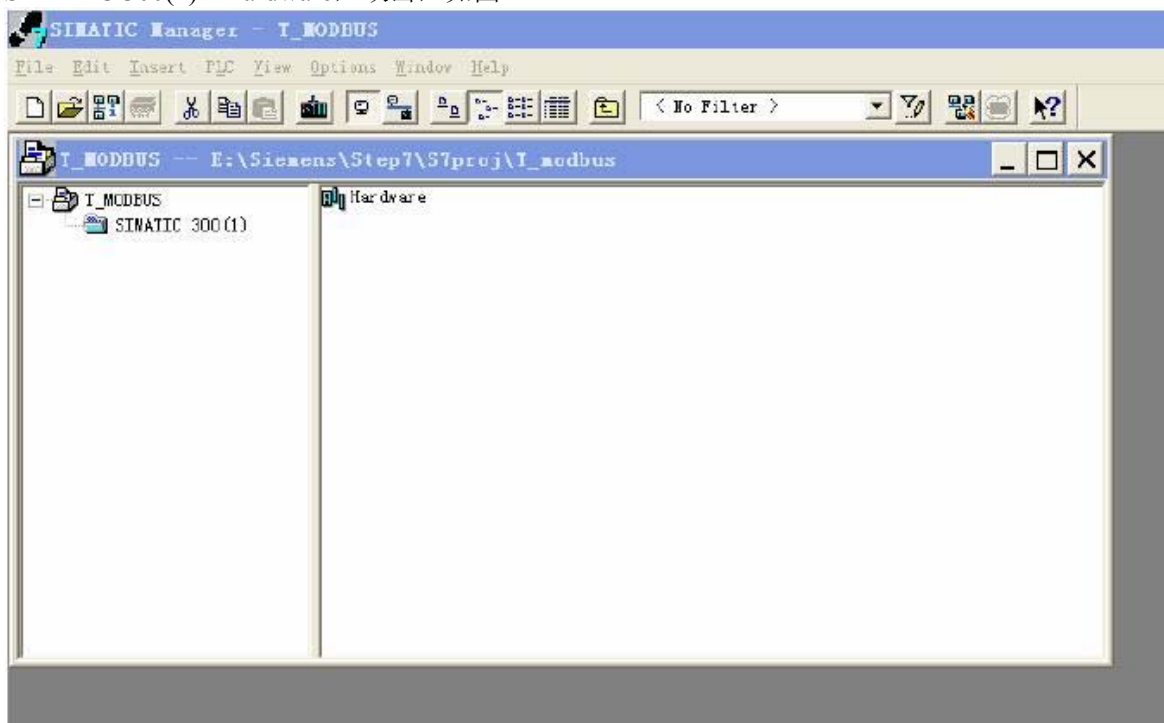 SIMATIC Manager - T_MODBUS
File Edit Insert PLC View Options Window Help
< No Filter >
T_MODBUS -- E:\Siemens\Step7\S7proj\T_modbus
T_MODBUS
SIMATIC 300(1)
Hardware